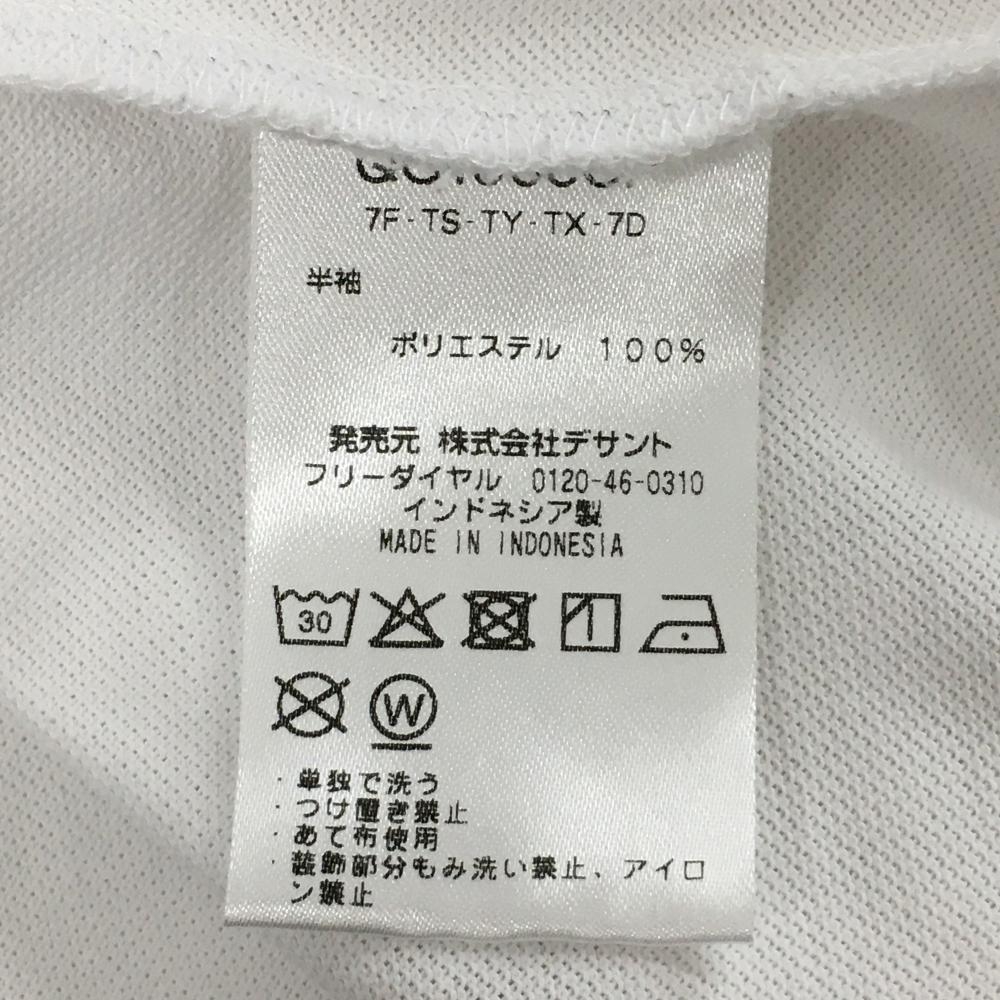 7F-TS-TY-TX-7D
半袖
ポリエステル 100%
発売元 株式会社デサント
フリーダイヤル 0120-46-0310
インドネシア製
MADE IN INDONESIA
30
W
・単独で洗う
・つけ置き禁止
・あて布使用
・装飾部分もみ洗い禁止、アイロ
ン禁止